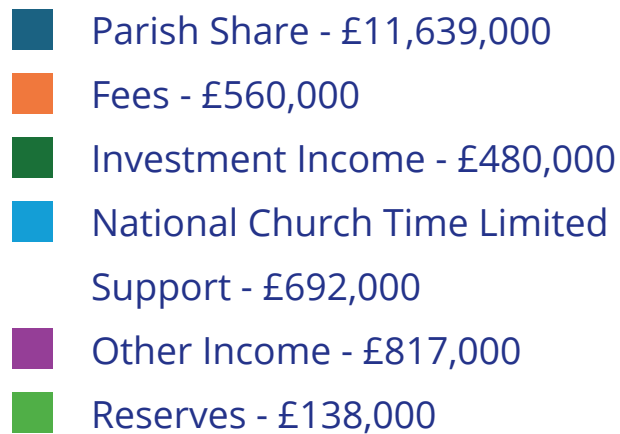 Parish Share - £11,639,000
Fees - £560,000
Investment Income - £480,000
National Church Time Limited
Support - £692,000
Other Income - £817,000
Reserves - £138,000